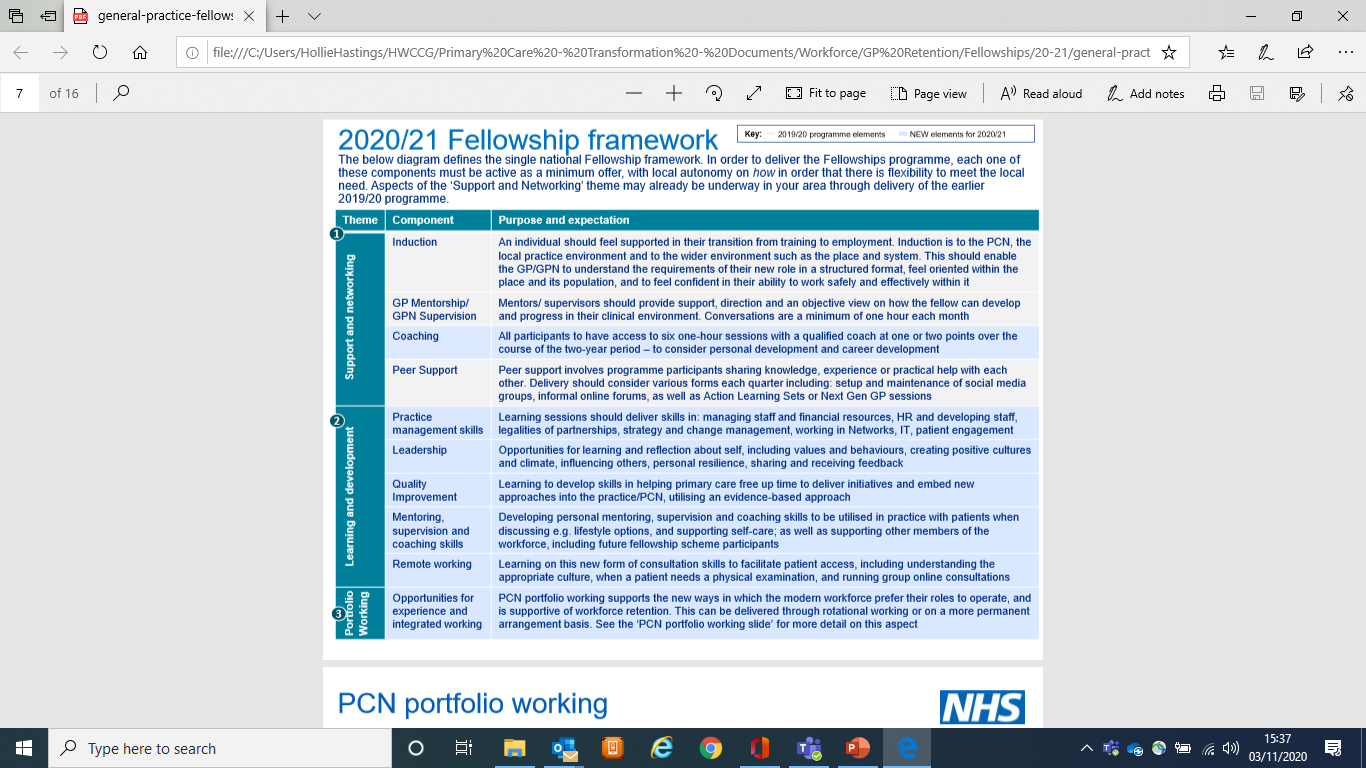 general-practice-fellows
file:///C:/Users/HollieHastings/HWCCG/Primary%20Care%20-%20Transformation%20-%20Documents/Workforce/GP%20Retention/Fellowships/20-21/general-pract
7 of 16
Fit to page
Page view
Read aloud
Add notes
2020/21 Fellowship framework
Key: 2019/20 programme elements NEW elements for 2020/21
The below diagram defines the single national Fellowship framework. In order to deliver the Fellowships programme, each one of
these components must be active as a minimum offer, with local autonomy on how in order that there is flexibility to meet the local
need. Aspects of the ‘Support and Networking’ theme may already be underway in your area through delivery of the earlier
2019/20 programme.
Theme Component Purpose and expectation
1
Support and networking
Induction
An individual should feel supported in their transition from training to employment. Induction is to the PCN, the
local practice environment and to the wider environment such as the place and system. This should enable
the GP/GPN to understand the requirements of their new role in a structured format, feel oriented within the
place and its population, and to feel confident in their ability to work safely and effectively within it
GP Mentorship/
GPN Supervision
Mentors/ supervisors should provide support, direction and an objective view on how the fellow can develop
and progress in their clinical environment. Conversations are a minimum of one hour each month
Coaching
All participants to have access to six one-hour sessions with a qualified coach at one or two points over the
course of the two-year period – to consider personal development and career development
Peer Support
Peer support involves programme participants sharing knowledge, experience or practical help with each
other. Delivery should consider various forms each quarter including: setup and maintenance of social media
groups, informal online forums, as well as Action Learning Sets or Next Gen GP sessions
2
Learning and development
Practice
management skills
Learning sessions should deliver skills in: managing staff and financial resources, HR and developing staff,
legalities of partnerships, strategy and change management, working in Networks, IT, patient engagement
Leadership
Opportunities for learning and reflection about self, including values and behaviours, creating positive cultures
and climate, influencing others, personal resilience, sharing and receiving feedback
Quality
Improvement
Learning to develop skills in helping primary care free up time to deliver initiatives and embed new
approaches into the practice/PCN, utilising an evidence-based approach
Mentoring,
supervision and
coaching skills
Developing personal mentoring, supervision and coaching skills to be utilised in practice with patients when
discussing e.g. lifestyle options, and supporting self-care; as well as supporting other members of the
workforce, including future fellowship scheme participants
Remote working
Learning on this new form of consultation skills to facilitate patient access, including understanding the
appropriate culture, when a patient needs a physical examination, and running group online consultations
3
Portfolio
Working
Opportunities for
experience and
integrated working
PCN portfolio working supports the new ways in which the modern workforce prefer their roles to operate, and
is supportive of workforce retention. This can be delivered through rotational working or on a more permanent
arrangement basis. See the ‘PCN portfolio working slide’ for more detail on this aspect
PCN portfolio working
NHS
Type here to search
15:37
03/11/2020